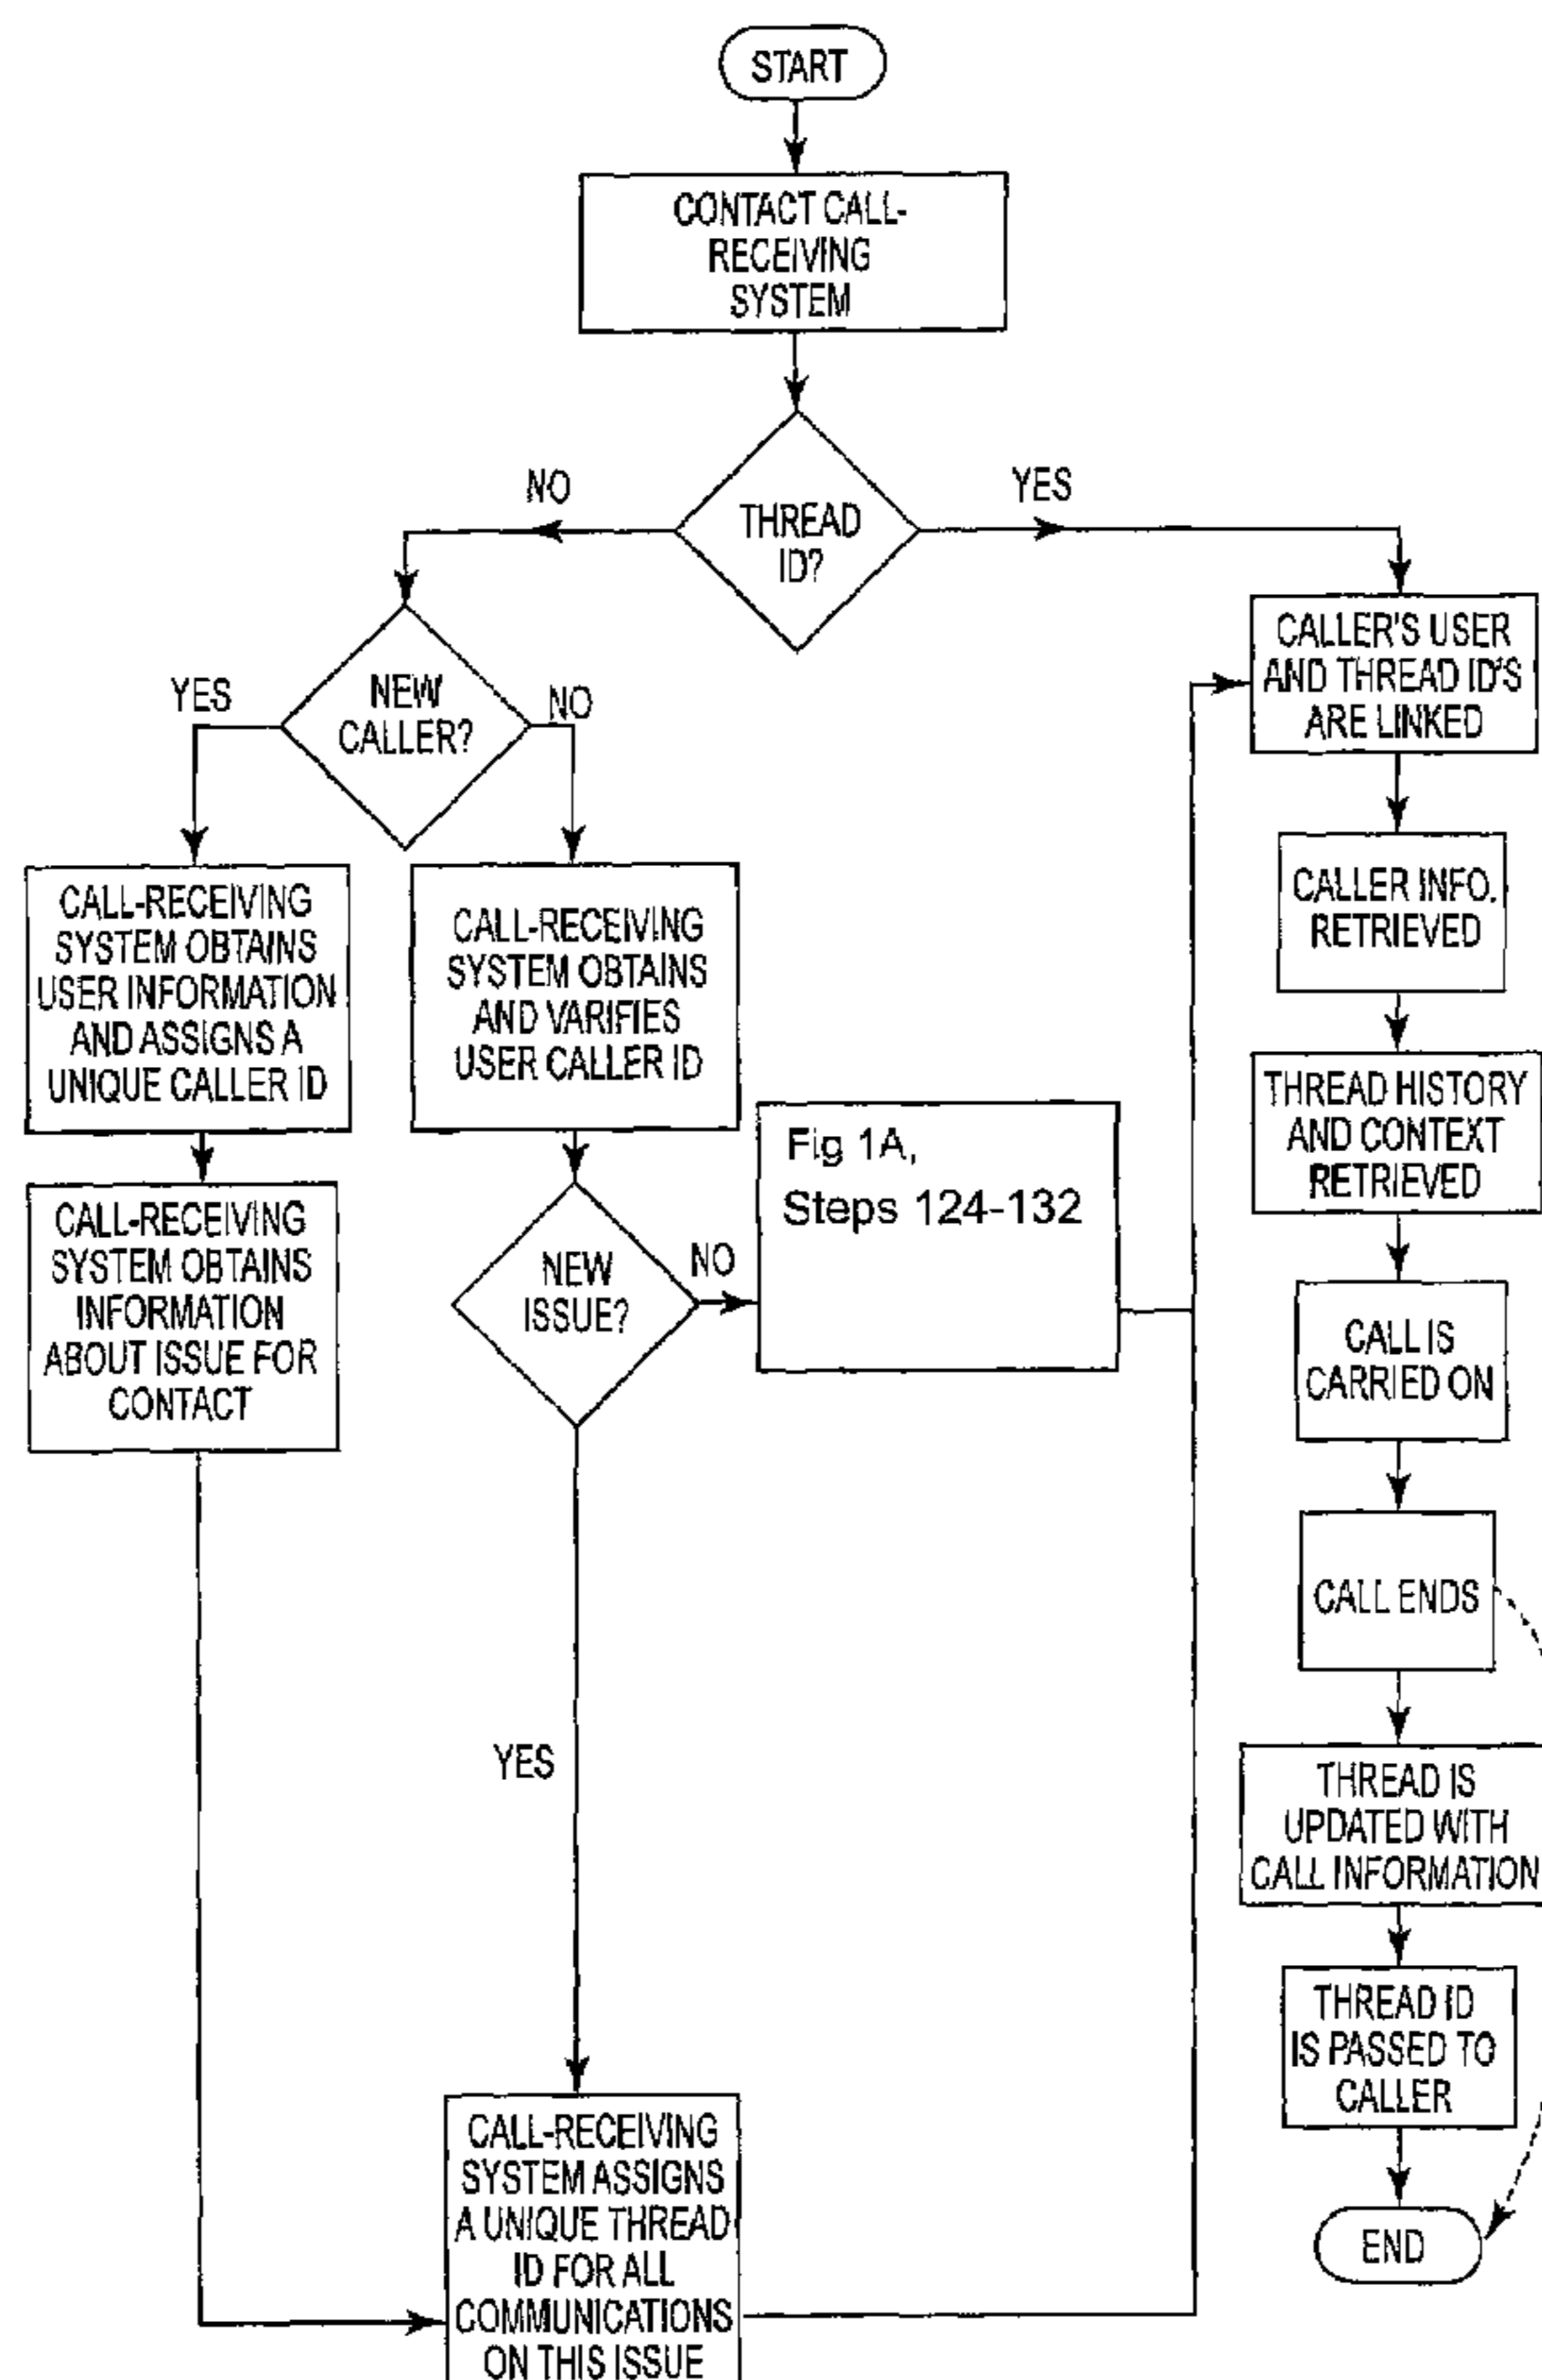 START
CONTACT CALL-
RECEIVING
SYSTEM
THREAD
ID?
NO
YES
NEW
CALLER?
YES
NO
CALLER'S USER
AND THREAD ID'S
ARE LINKED
CALL-RECEIVING
SYSTEM OBTAINS
USER INFORMATION
AND ASSIGNS A
UNIQUE CALLER ID
CALL-RECEIVING
SYSTEM OBTAINS
AND VARIFIES
USER CALLER ID
CALLER INFO.
RETRIEVED
THREAD HISTORY
AND CONTEXT
RETRIEVED
CALL-RECEIVING
SYSTEM OBTAINS
INFORMATION
ABOUT ISSUE FOR
CONTACT
NEW
ISSUE?
NO
Fig 1A,
Steps 124-132
CALL IS
CARRIED ON
CALL ENDS
YES
THREAD IS
UPDATED WITH
CALL INFORMATION
THREAD ID
IS PASSED TO
CALLER
END
CALL-RECEIVING
SYSTEM ASSIGNS
A UNIQUE THREAD
ID FOR ALL
COMMUNICATIONS
ON THIS ISSUE